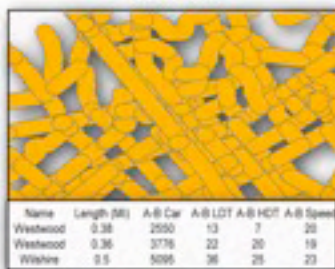 Name Length (Mi) A-B Car A-B LDT A-B HDT A-B Speed
Westwood 0.38 2550 13 7 20
Westwood 0.36 3776 22 20 19
Wilshire 0.5 5095 36 25 23